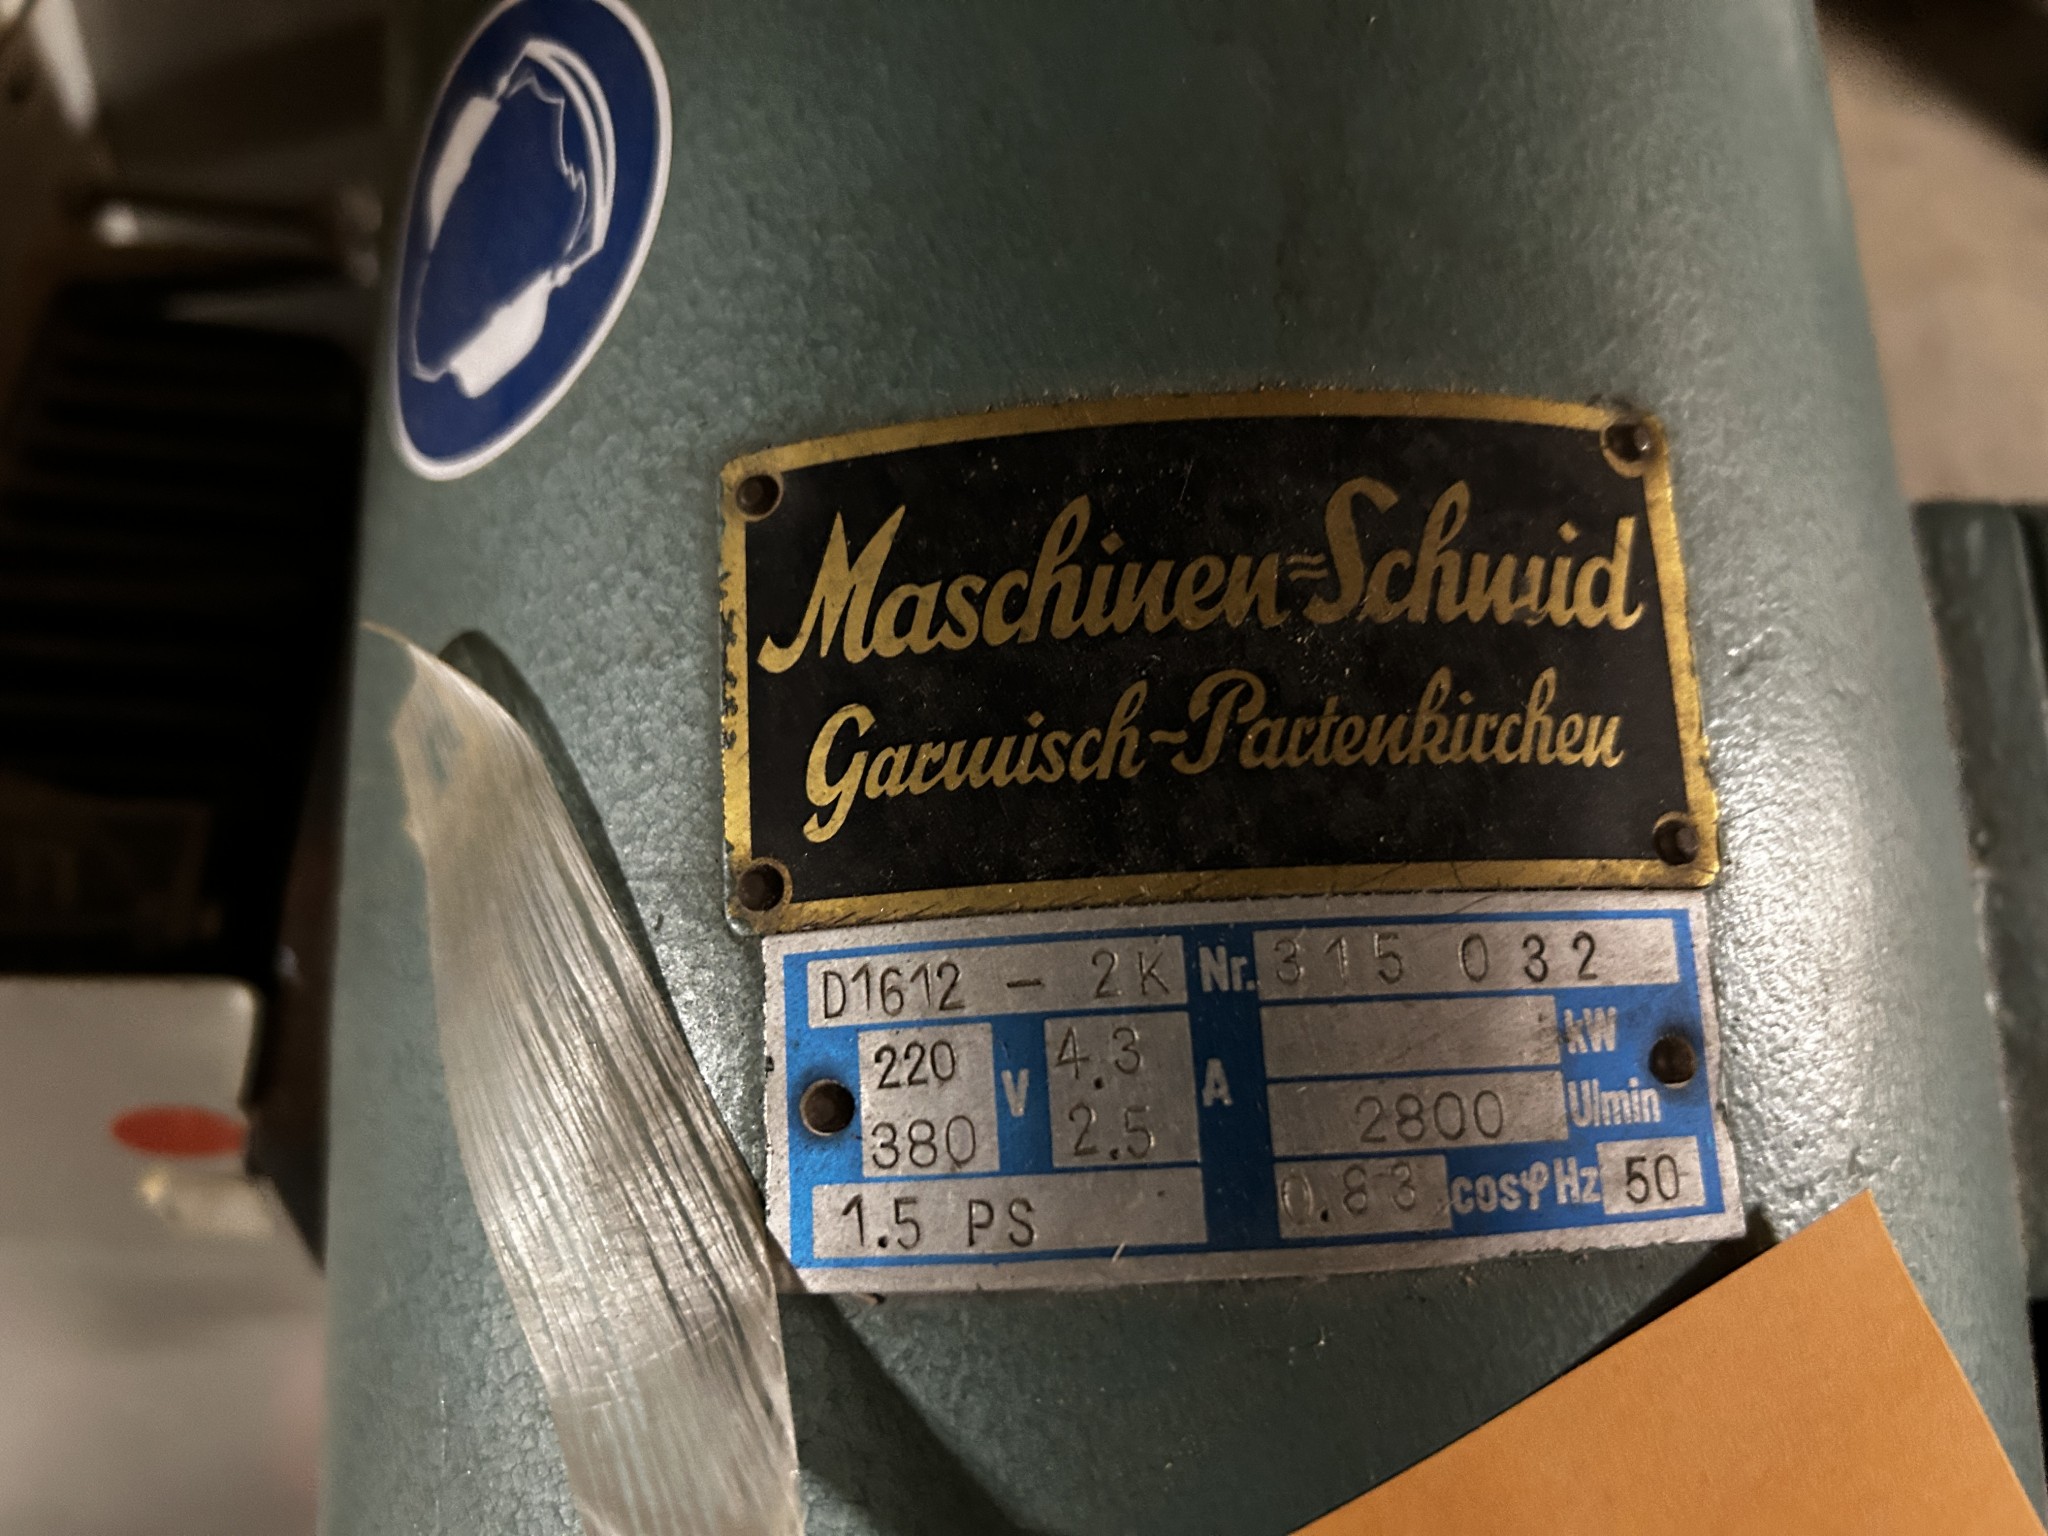 Maschinen=Schmid
Garmisch-Partenkirchen
D1612 - 2K Nr. 315 032
220 V 4.3 A kW
380 2.5 2800 U/min
1.5 PS 0.83 cosφ Hz 50